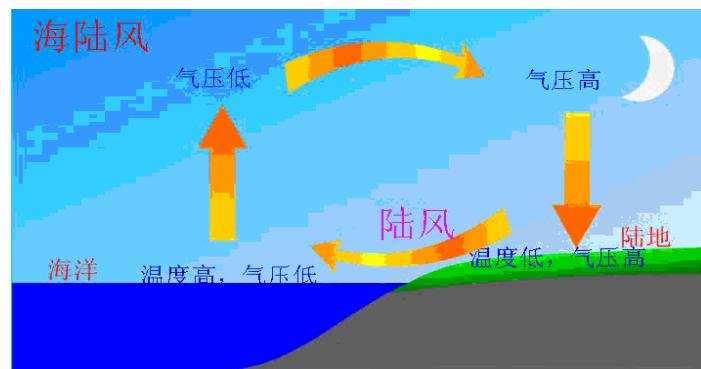 海陆风
气压低
气压高
陆风
陆地
海洋
温度高，气压低
温度低，气压高